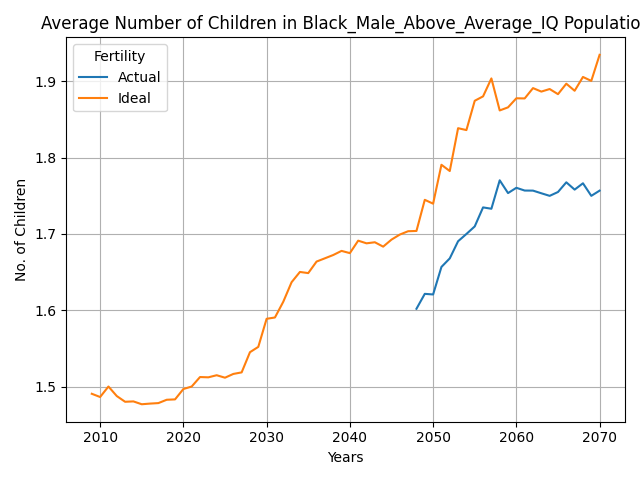 Average Number of Children in Black_Male_Above_Average_IQ Populatio
Fertility
Actual
Ideal
No. of Children
1.9
1.8
1.7
1.6
1.5
2010 2020 2030 2040 2050 2060 2070
Years